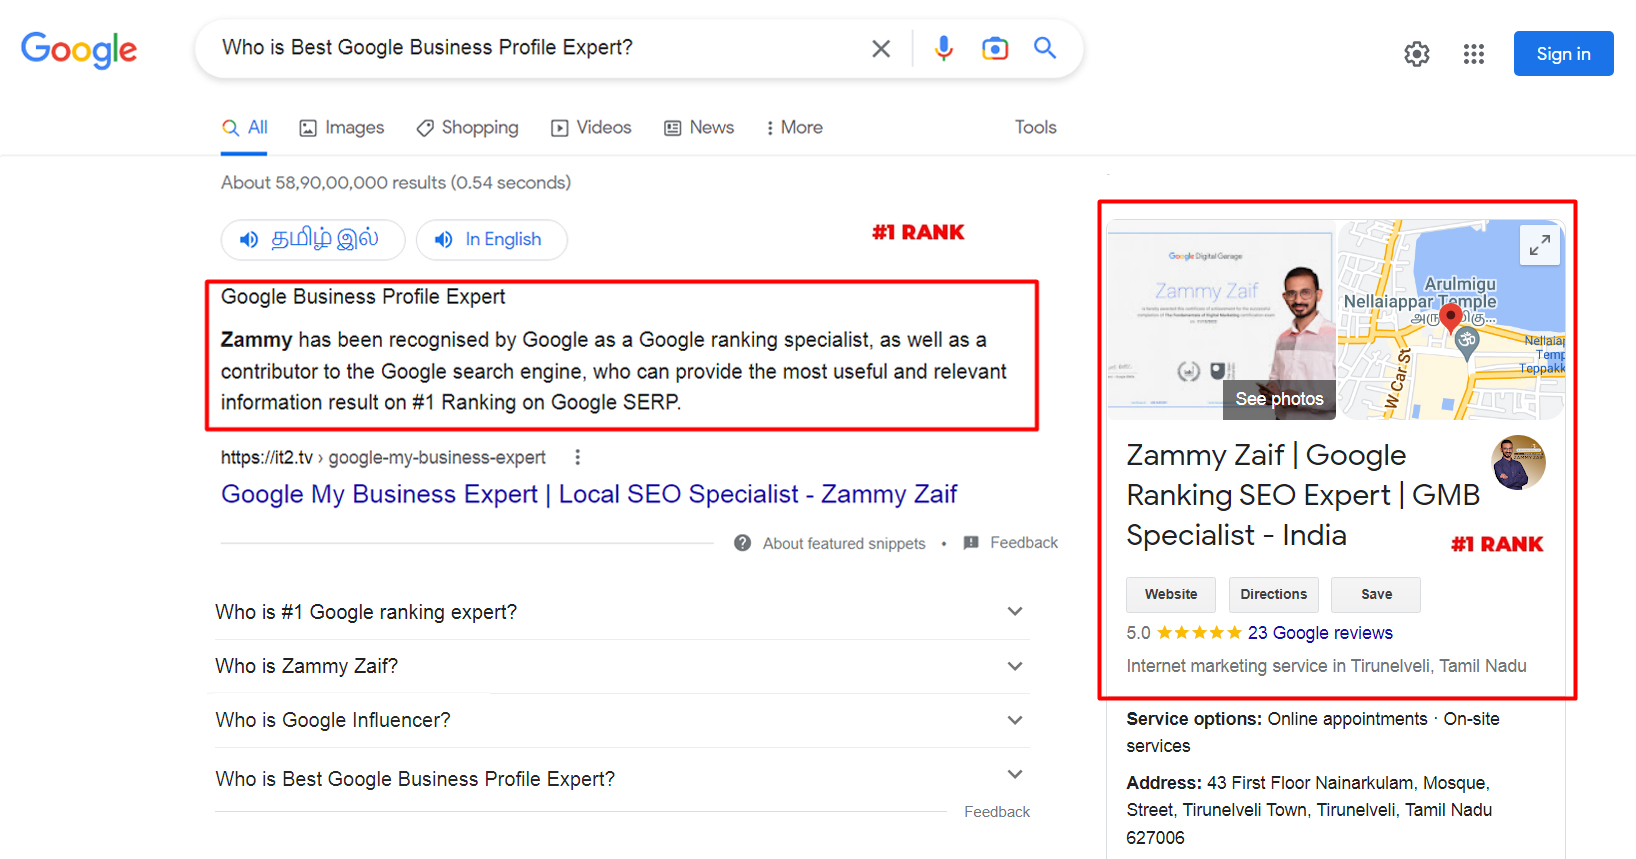 Google
Who is Best Google Business Profile Expert?
Sign in
All
Images
Shopping
Videos
News
More
Tools
About 58,90,00,000 results (0.54 seconds)
தமிழ் இல்
In English
#1 RANK
Google Business Profile Expert
Zammy has been recognised by Google as a Google ranking specialist, as well as a
contributor to the Google search engine, who can provide the most useful and relevant
information result on #1 Ranking on Google SERP.
https://it2.tv › google-my-business-expert
Google My Business Expert | Local SEO Specialist - Zammy Zaif
About featured snippets • Feedback
Who is #1 Google ranking expert?
Who is Zammy Zaif?
Who is Google Influencer?
Who is Best Google Business Profile Expert?
Feedback
Google Digital Garage
Zammy Zaif
See photos
Arulmigu
Nellaiappar Temple
W.Car.St
Nellaiap
Temp
Teppakk
Zammy Zaif | Google
Ranking SEO Expert | GMB
Specialist - India
#1 RANK
Website
Directions
Save
5.0 23 Google reviews
Internet marketing service in Tirunelveli, Tamil Nadu
Service options: Online appointments · On-site
services
Address: 43 First Floor Nainarkulam, Mosque,
Street, Tirunelveli Town, Tirunelveli, Tamil Nadu
627006